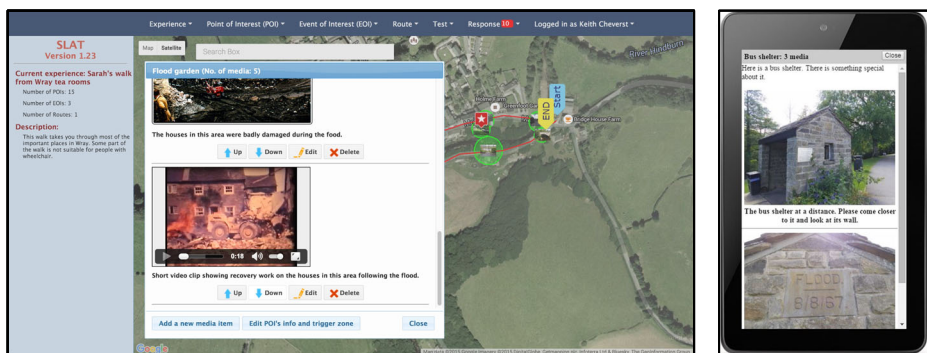 Experience Point of Interest (POI) Event of Interest (EOI) Route Test Response 10 Logged in as Keith Cheverst
SLAT
Version 1.23
Current experience: Sarah's walk
from Wray tea rooms
Number of POIs: 13
Number of EOIs: 3
Number of Routes: 1
Description:
This walk takes you through most of the
important places in Wray. Some part of
the walk is not suitable for people with
wheelchair.
Map Satellite Search Box
River Hindburn
Flood garden (No. of media: 5)
The houses in this area were badly damaged during the food.
Up Down Edit Delete
0:18
Short video clip showing recovery work on the houses in this area following the flood.
Up Down Edit Delete
Add a new media item Edit POI's info and trigger zone Close
Holme Farm
END
Start
Bridge House Farm
Google
Bus shelter: 3 media Close
Here is a bus shelter. There is something special
about it.
The bus shelter at a distance. Please come closer
to it and look at its wall.
FLOOD
8/8/67